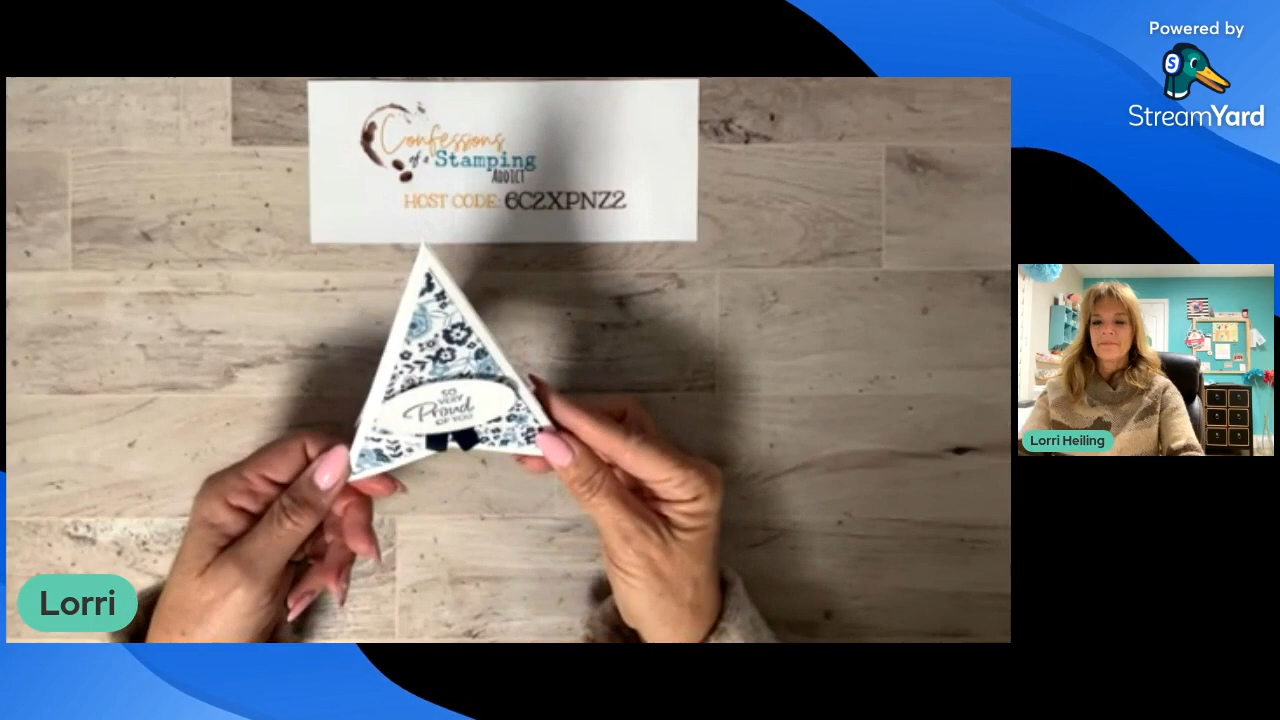 Powered by
S
StreamYard
Confessions
of a Stamping
ADDICT
HOST CODE: 6C2XPNZ2
SO
VERY
Proud
OF YOU
Lorri Heiling
Lorri